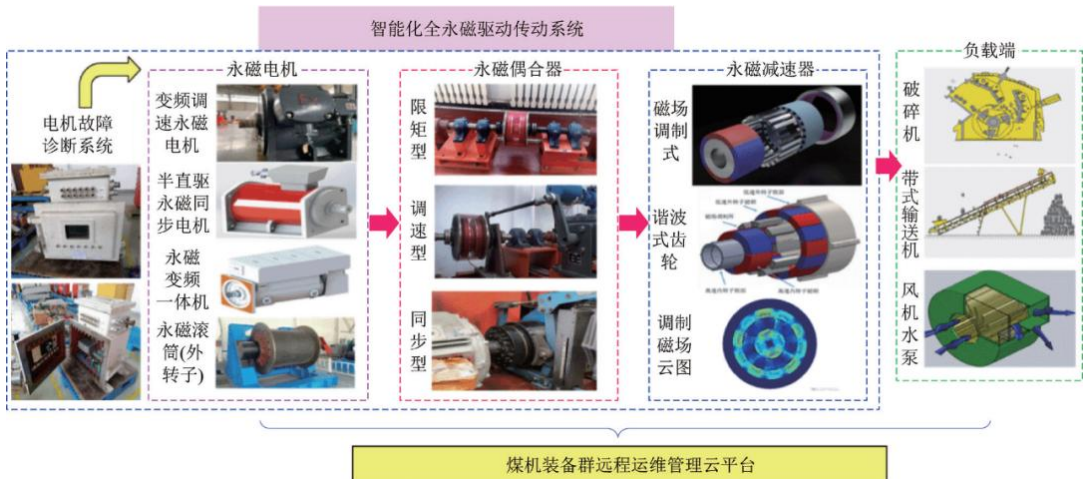 智能化全永磁驱动传动系统
电机故障
诊断系统
永磁电机
变频调
速永磁
电机
半直驱
永磁同
步电机
永磁
变频
一体机
永磁滚
筒(外
转子)
永磁偶合器
限
矩
型
调
速
型
同
步
型
永磁减速器
磁场
调制
式
谐波
式齿
轮
调制
磁场
云图
负载端
破
碎
机
带
式
输
送
机
风
机
水
泵
煤机装备群远程运维管理云平台